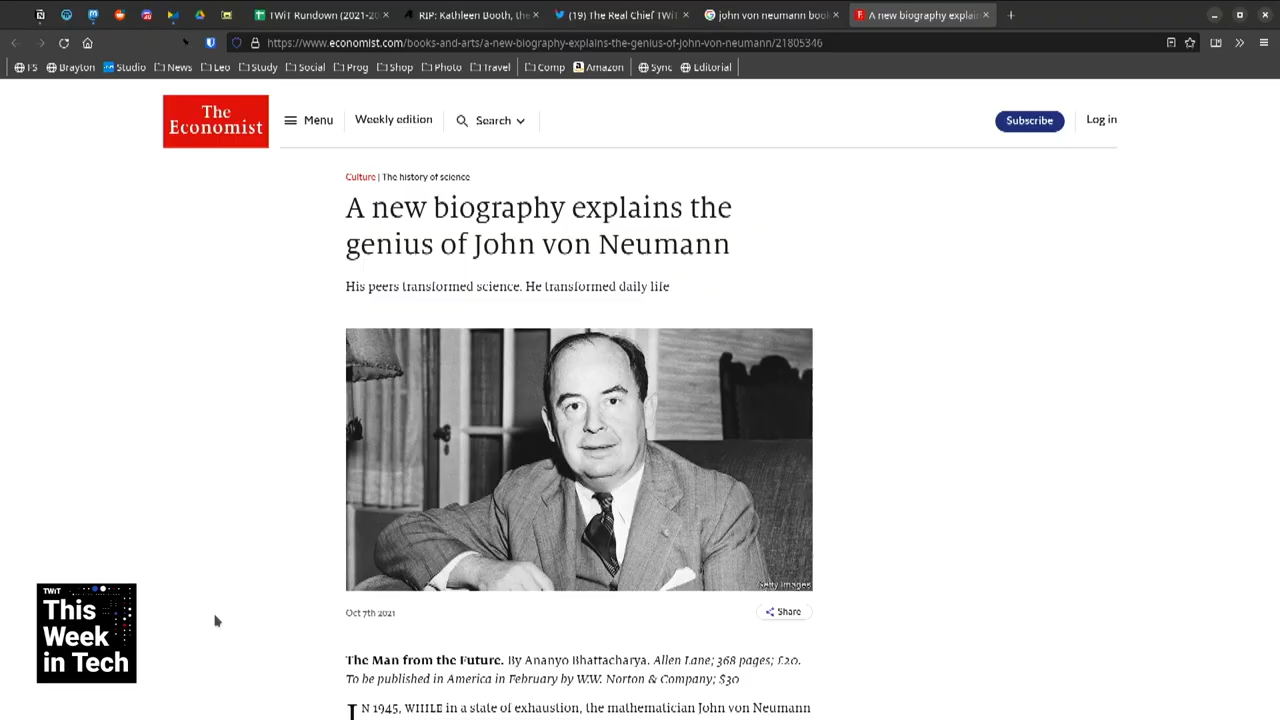 TWiT Rundown (2021-20
RIP: Kathleen Booth, the
(19) The Real Chief TWiT
john von neumann book
A new biography explain
https://www.economist.com/books-and-arts/a-new-biography-explains-the-genius-of-john-von-neumann/21805346
FS Brayton Studio News Leo Study Social Prog Shop Photo Travel Comp Amazon Sync Editorial
The
Economist
Menu Weekly edition Search Subscribe Log in
Culture | The history of science
A new biography explains the
genius of John von Neumann
His peers transformed science. He transformed daily life
Getty Images
Oct 7th 2021 Share
TWiT
This
Week
in Tech
The Man from the Future. By Ananyo Bhattacharya. Allen Lane; 368 pages; £20.
To be published in America in February by W.W. Norton & Company; $30
IN 1945, WHILE in a state of exhaustion, the mathematician John von Neumann